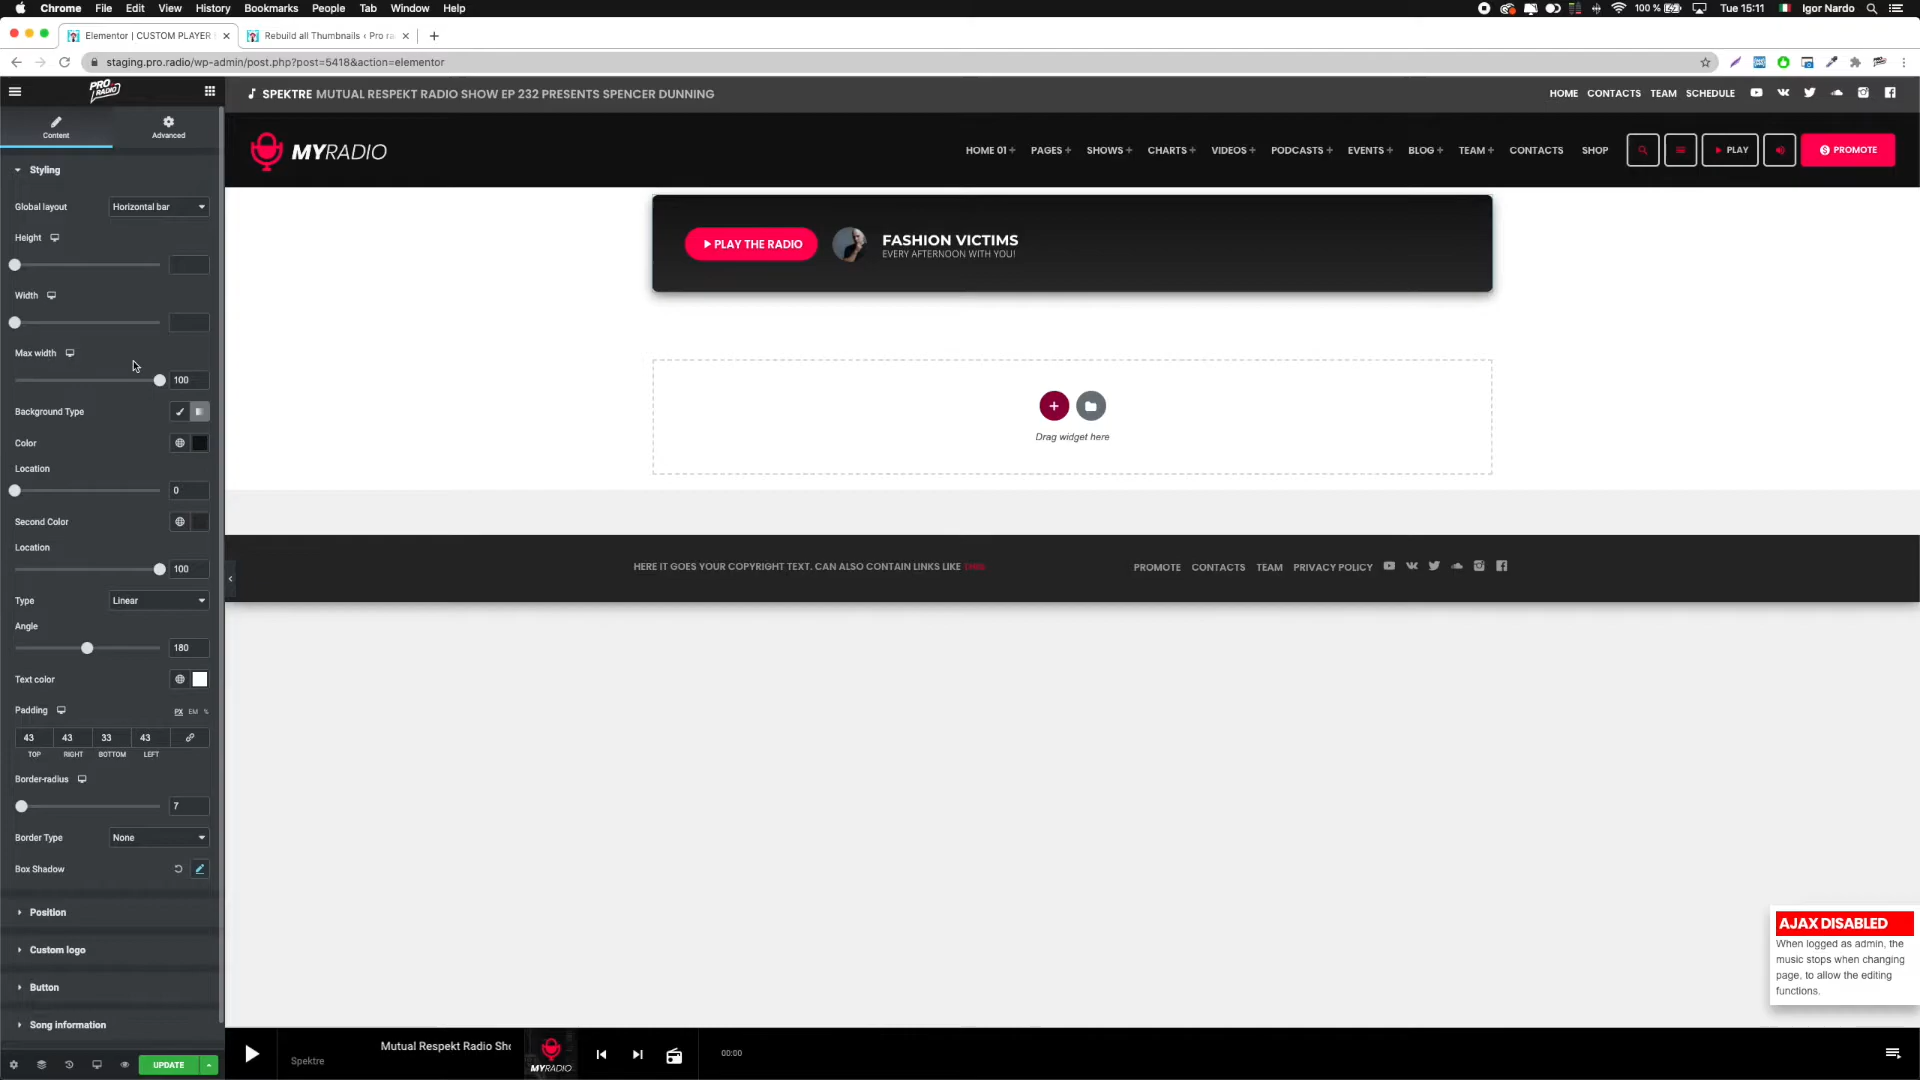 Chrome File Edit View History Bookmarks People Tab Window Help 100 % Tue 15:11 Igor Nardo
Elementor | CUSTOM PLAYER
Rebuild all Thumbnails ‹ Pro ra
staging.pro.radio/wp-admin/post.php?post=5418&action=elementor
PRO RADIO
SPEKTRE MUTUAL RESPEKT RADIO SHOW EP 232 PRESENTS SPENCER DUNNING
HOME CONTACTS TEAM SCHEDULE
Content
Advanced
MYRADIO
HOME 01+ PAGES+ SHOWS+ CHARTS+ VIDEOS+ PODCASTS+ EVENTS+ BLOG+ TEAM+ CONTACTS SHOP PLAY PROMOTE
Styling
Global layout Horizontal bar
Height
Width
Max width
100
Background Type
Color
Location
0
Second Color
Location
100
Type Linear
Angle
180
Text color
Padding PX EM %
43 43 33 43
TOP RIGHT BOTTOM LEFT
Border-radius
7
Border Type None
Box Shadow
Position
Custom logo
Button
Song information
UPDATE
PLAY THE RADIO
FASHION VICTIMS
EVERY AFTERNOON WITH YOU!
Drag widget here
HERE IT GOES YOUR COPYRIGHT TEXT. CAN ALSO CONTAIN LINKS LIKE THIS
PROMOTE CONTACTS TEAM PRIVACY POLICY
AJAX DISABLED
When logged as admin, the
music stops when changing
page, to allow the editing
functions.
Mutual Respekt Radio Sho
Spektre
MYRADIO
00:00